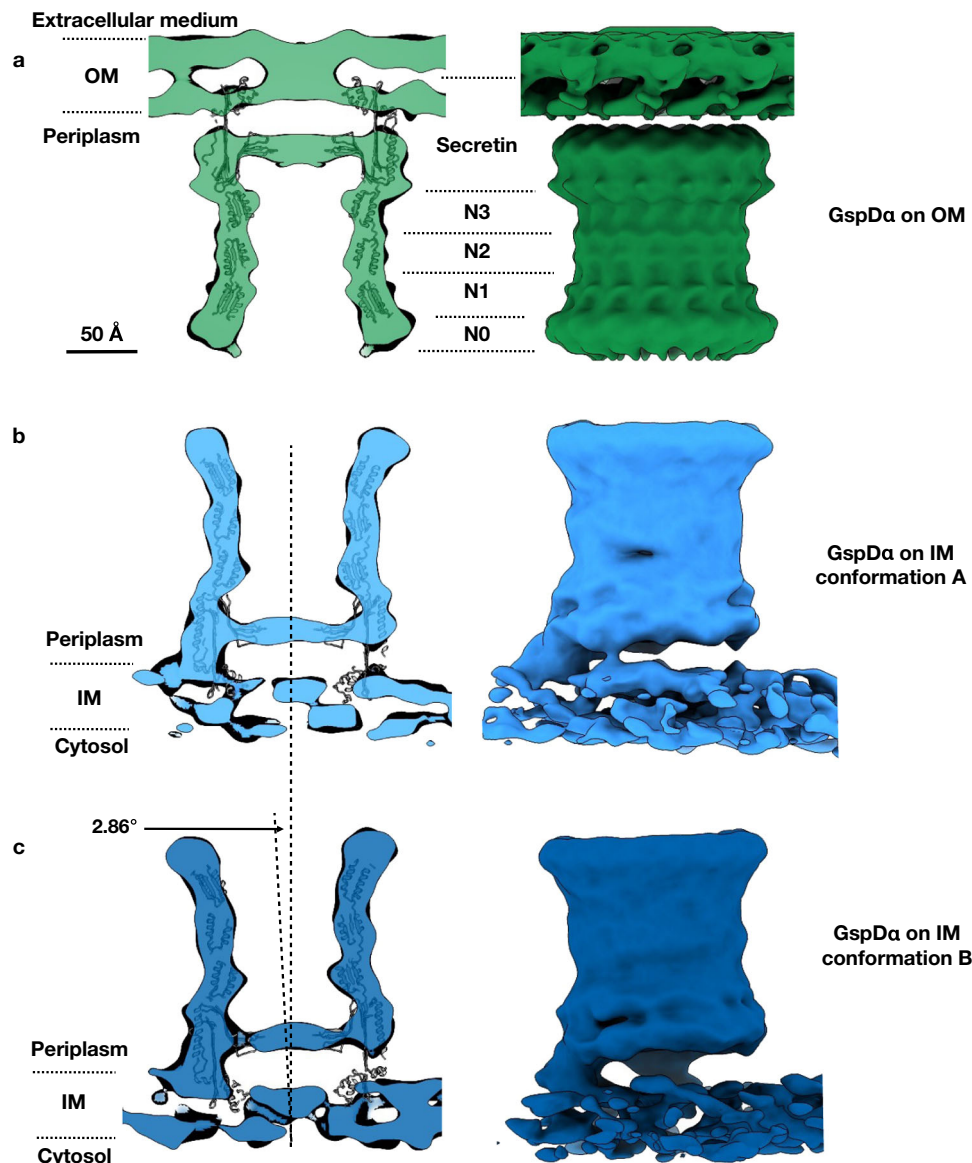 Extracellular medium
a
OM
Periplasm
Secretin
N3
GspDα on OM
N2
N1
50 Å
N0
b
GspDα on IM
conformation A
Periplasm
IM
Cytosol
2.86°
c
GspDα on IM
conformation B
Periplasm
IM
Cytosol